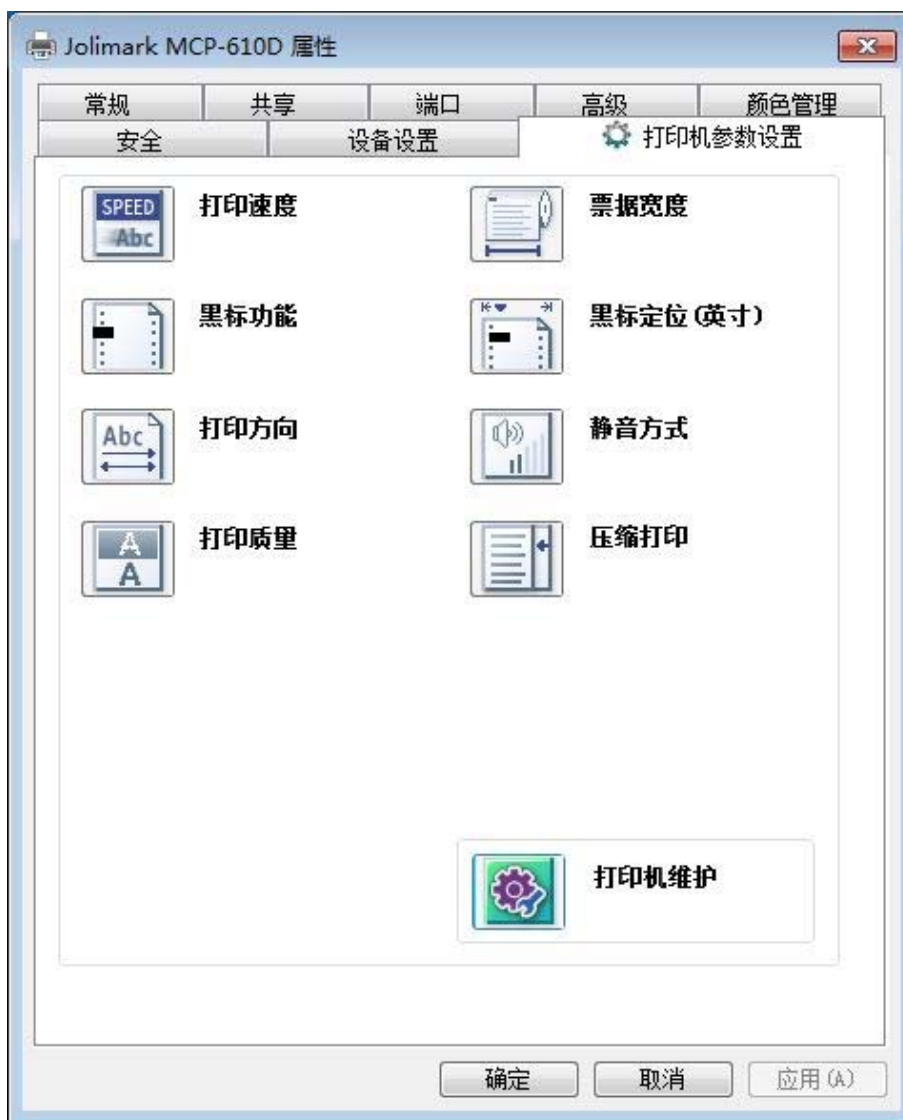 Jolimark MCP-610D 属性
常规 共享 端口 高级 颜色管理
安全 设备设置 打印机参数设置
SPEED Abc 打印速度 票据宽度
黑标功能 黑标定位(英寸)
Abc 打印方向 静音方式
A A 打印质量 压缩打印
打印机维护
确定 取消 应用(A)